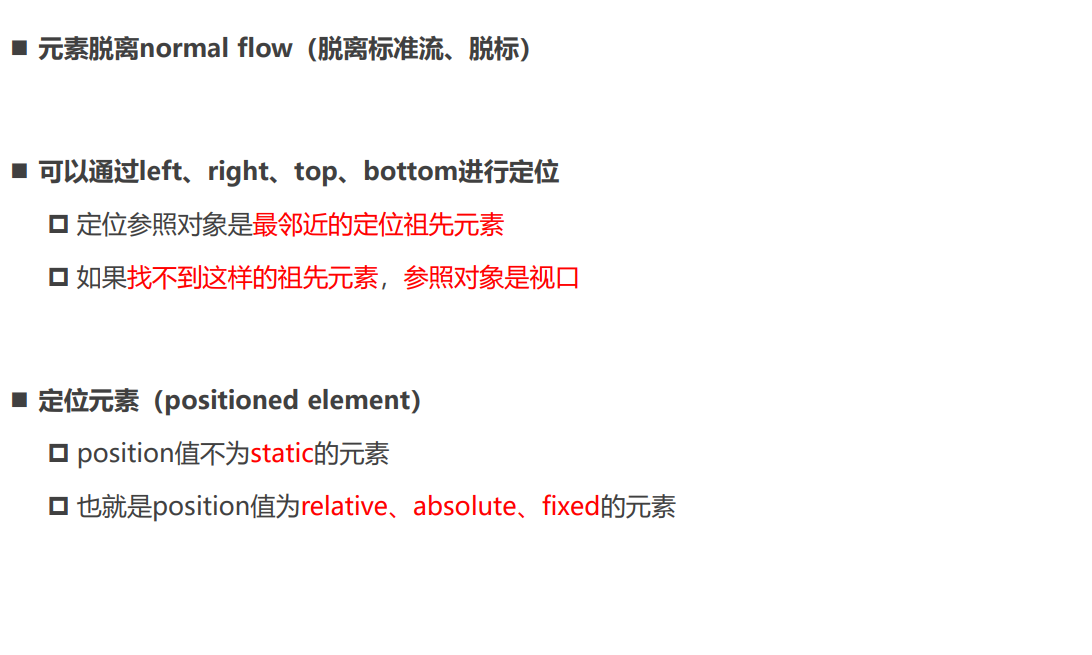 元素脱离normal flow（脱离标准流、脱标）
可以通过left、right、top、bottom进行定位
定位参照对象是最邻近的定位祖先元素
如果找不到这样的祖先元素，参照对象是视口
定位元素（positioned element）
position值不为static的元素
也就是position值为relative、absolute、fixed的元素